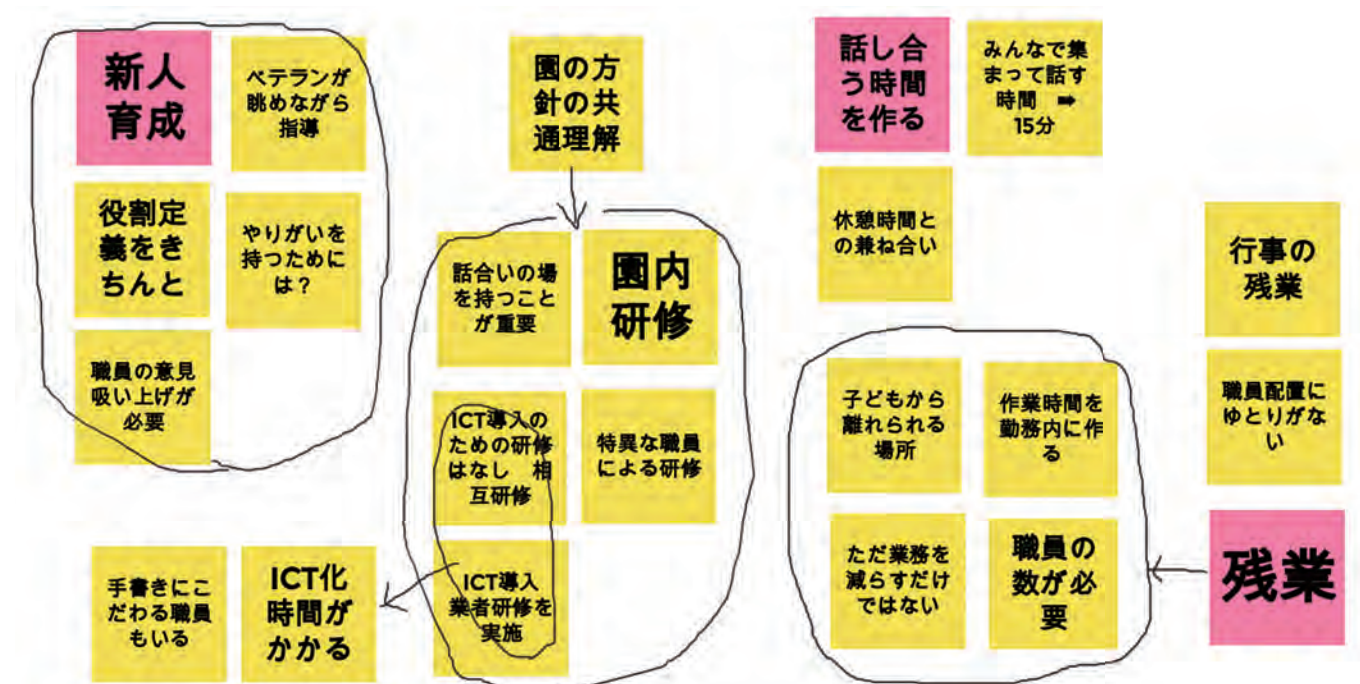 新人
育成
ベテランが
眺めながら
指導
役割定
義をき
ちんと
やりがいを
持つために
は？
職員の意見
吸い上げが
必要
園の方
針の共
通理解
話合いの場
を持つこと
が重要
園内
研修
ICT導入の
ための研修
はなし　相
互研修
特異な職員
による研修
ICT導入
業者研修を
実施
手書きにこ
だわる職員
もいる
ICT化
時間が
かかる
話し合
う時間
を作る
みんなで集
まって話す
時間　➡
15分
休憩時間と
の兼ね合い
行事の
残業
職員配置に
ゆとりがな
い
子どもから
離れられる
場所
作業時間を
勤務内に作
る
ただ業務を
減らすだけ
ではない
職員の
数が必
要
残業